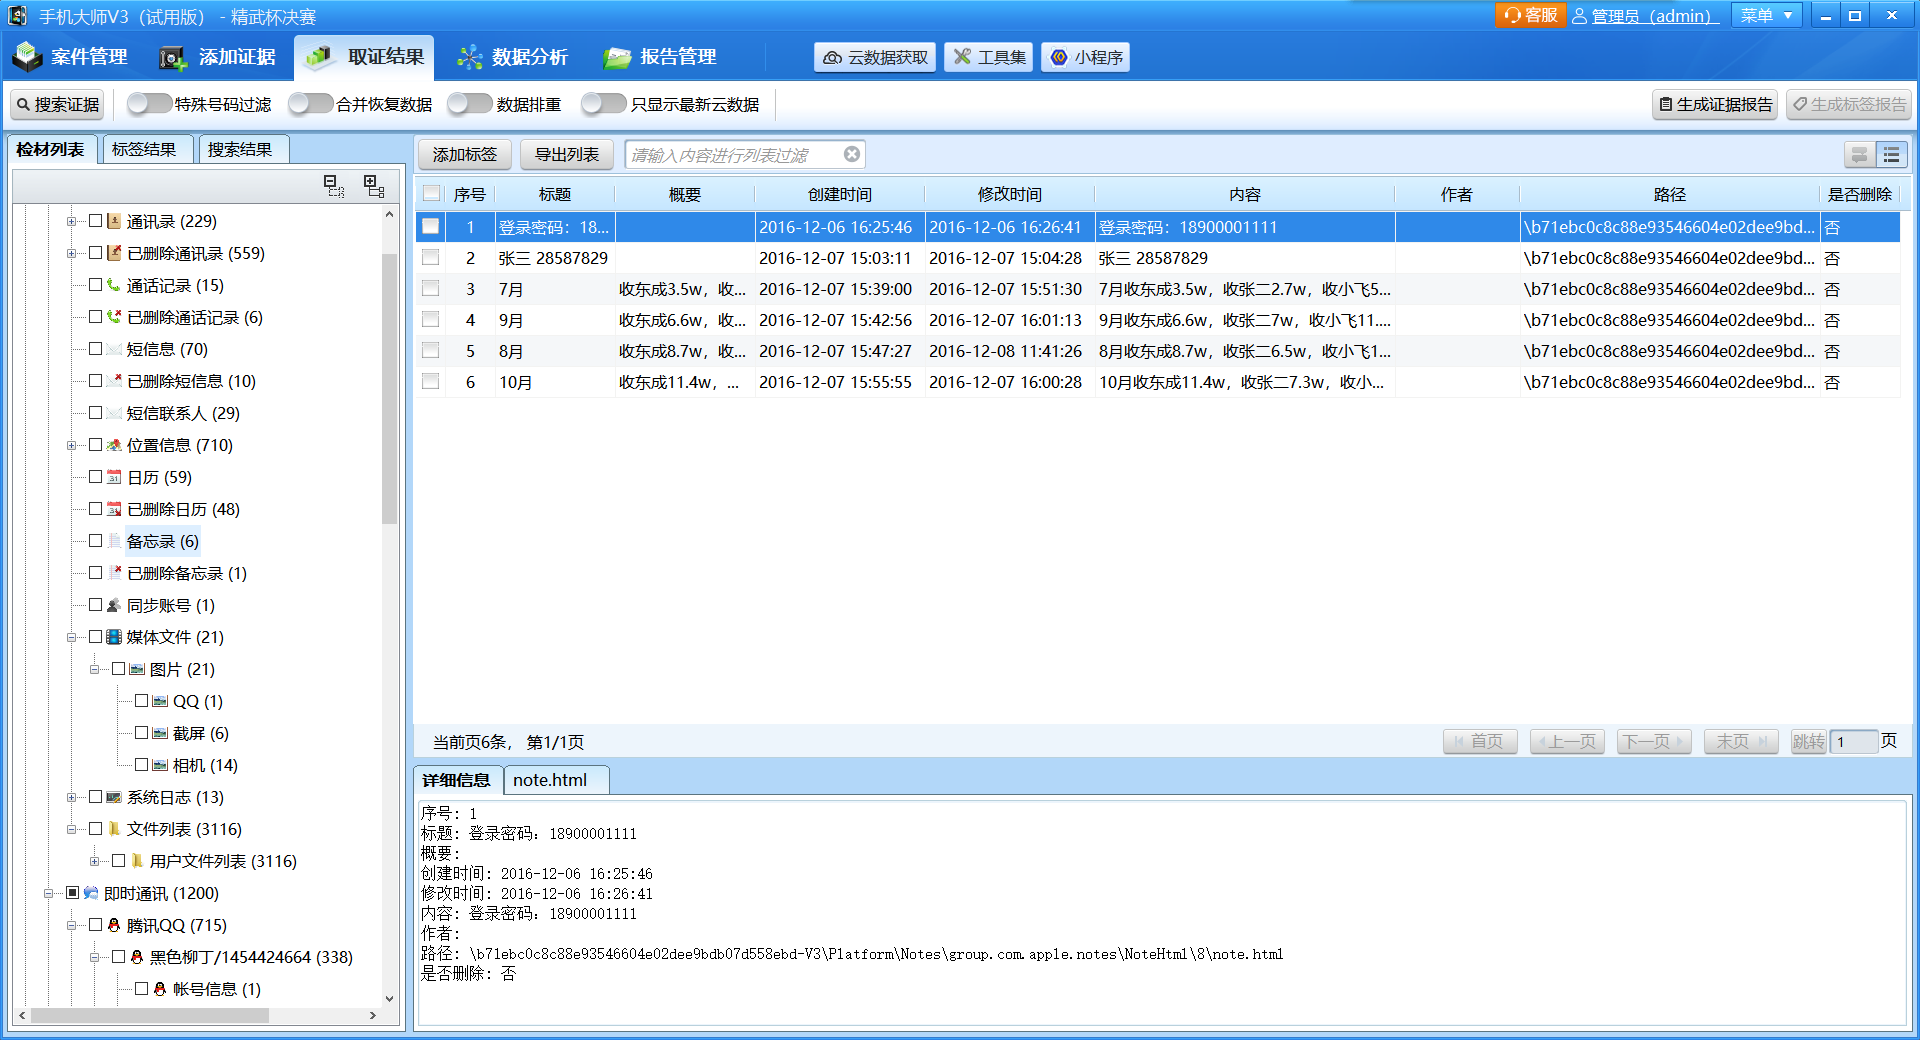 手机大师V3（试用版） - 精武杯决赛
客服 管理员（admin） 菜单
案件管理 添加证据 取证结果 数据分析 报告管理 云数据获取 工具集 小程序
搜索证据 特殊号码过滤 合并恢复数据 数据排重 只显示最新云数据 生成证据报告 生成标签报告
检材列表 标签结果 搜索结果
通讯录 (229)
已删除通讯录 (559)
通话记录 (15)
已删除通话记录 (6)
短信息 (70)
已删除短信息 (10)
短信联系人 (29)
位置信息 (710)
日历 (59)
已删除日历 (48)
备忘录 (6)
已删除备忘录 (1)
同步账号 (1)
媒体文件 (21)
图片 (21)
QQ (1)
截屏 (6)
相机 (14)
系统日志 (13)
文件列表 (3116)
用户文件列表 (3116)
即时通讯 (1200)
腾讯QQ (715)
黑色柳丁/1454424664 (338)
帐号信息 (1)
添加标签 导出列表 请输入内容进行列表过滤
序号 标题 概要 创建时间 修改时间 内容 作者 路径 是否删除
1 登录密码：18... 2016-12-06 16:25:46 2016-12-06 16:26:41 登录密码：18900001111 \b71ebc0c8c88e93546604e02dee9bd... 否
2 张三 28587829 2016-12-07 15:03:11 2016-12-07 15:04:28 张三 28587829 \b71ebc0c8c88e93546604e02dee9bd... 否
3 7月 收东成3.5w，收... 2016-12-07 15:39:00 2016-12-07 15:51:30 7月收东成3.5w，收张二2.7w，收小飞5... \b71ebc0c8c88e93546604e02dee9bd... 否
4 9月 收东成6.6w，收... 2016-12-07 15:42:56 2016-12-07 16:01:13 9月收东成6.6w，收张二7w，收小飞11.... \b71ebc0c8c88e93546604e02dee9bd... 否
5 8月 收东成8.7w，收... 2016-12-07 15:47:27 2016-12-08 11:41:26 8月收东成8.7w，收张二6.5w，收小飞1... \b71ebc0c8c88e93546604e02dee9bd... 否
6 10月 收东成11.4w，... 2016-12-07 15:55:55 2016-12-07 16:00:28 10月收东成11.4w，收张二7.3w，收小... \b71ebc0c8c88e93546604e02dee9bd... 否
当前页6条， 第1/1页 首页 上一页 下一页 末页 跳转 1 页
详细信息 note.html
序号: 1
标题: 登录密码：18900001111
概要:
创建时间: 2016-12-06 16:25:46
修改时间: 2016-12-06 16:26:41
内容: 登录密码：18900001111
作者:
路径: \b71ebc0c8c88e93546604e02dee9bdb07d558ebd-V3\Platform\Notes\group.com.apple.notes\NoteHtml\8\note.html
是否删除: 否